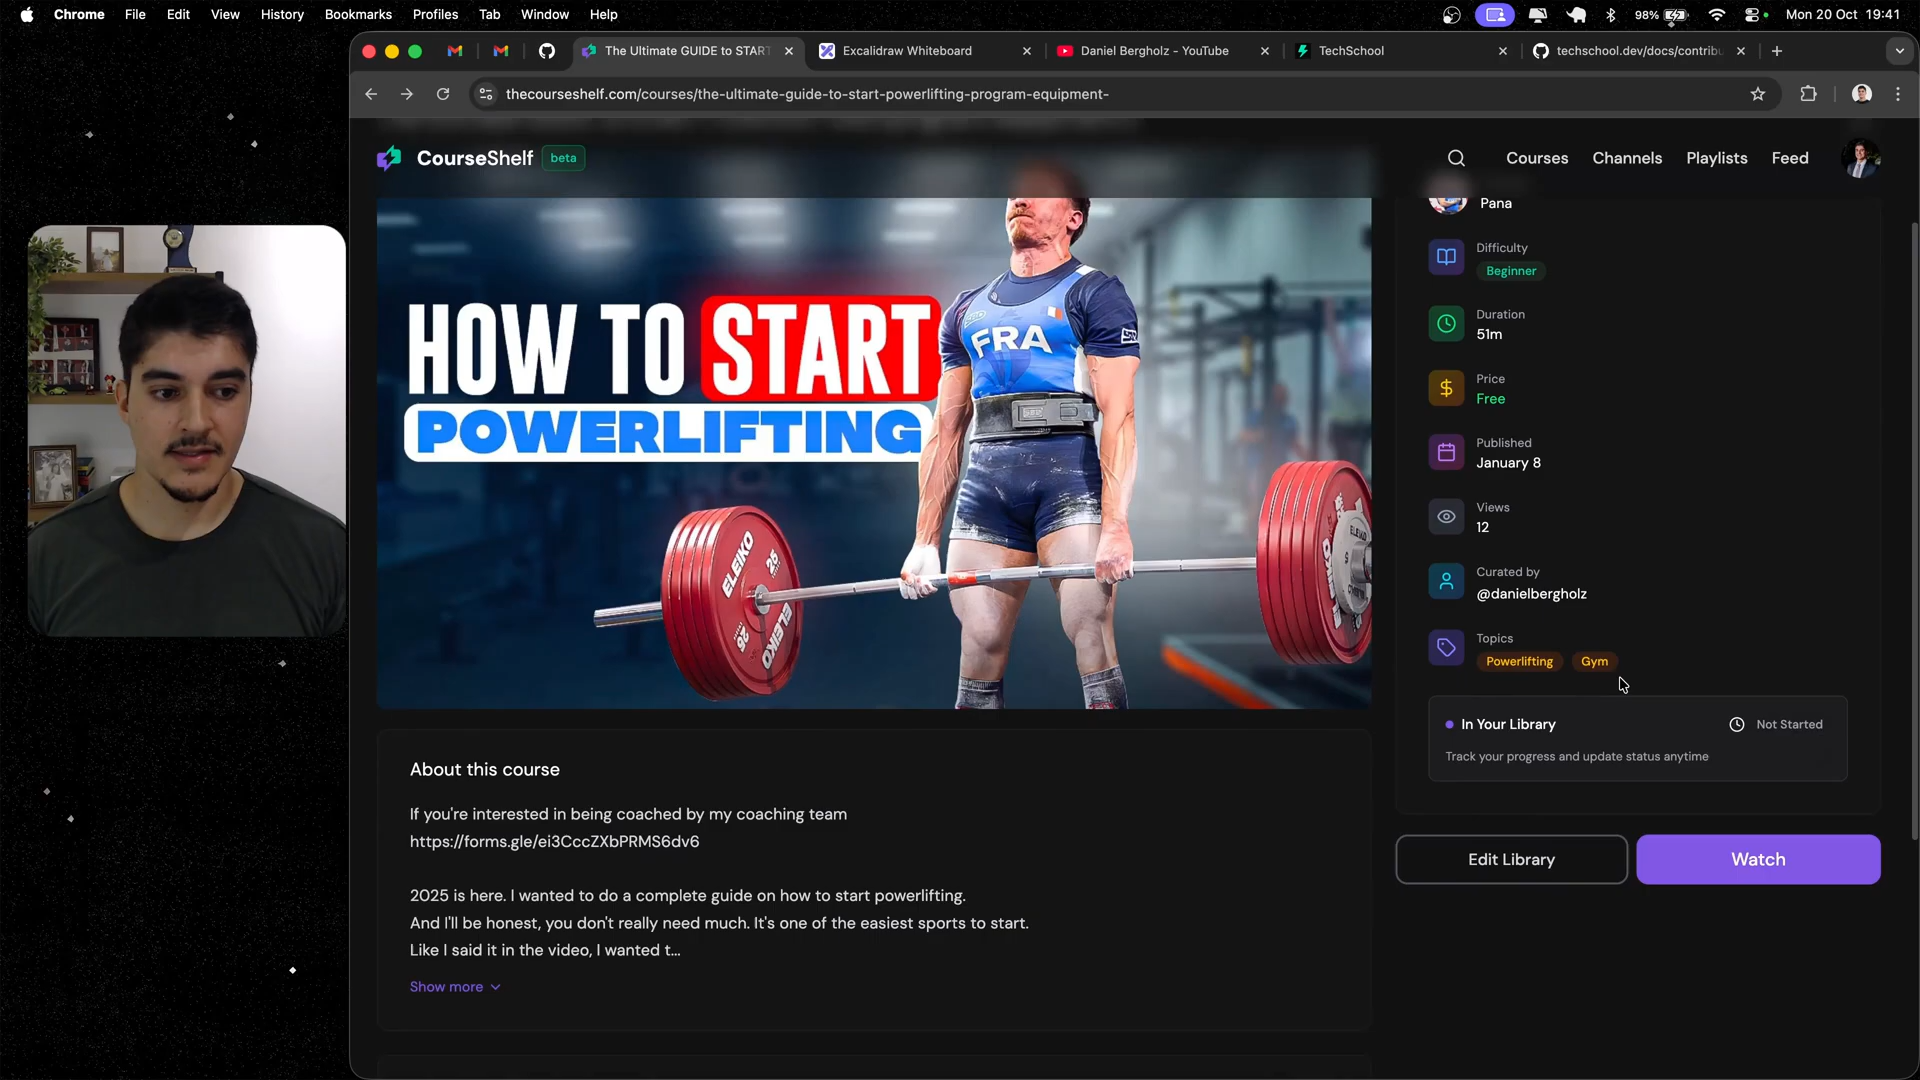 Chrome File Edit View History Bookmarks Profiles Tab Window Help
98% Mon 20 Oct 19:41
The Ultimate GUIDE to START
Excalidraw Whiteboard
Daniel Bergholz - YouTube
TechSchool
techschool.dev/docs/contribu
thecourseshelf.com/courses/the-ultimate-guide-to-start-powerlifting-program-equipment-
CourseShelf beta
Courses Channels Playlists Feed
HOW TO START
POWERLIFTING
FRA
SBD
ELEIKO
25
25
ELEIKO
ELEIKO
Pana
Difficulty
Beginner
Duration
51m
Price
Free
Published
January 8
Views
12
Curated by
@danielbergholz
Topics
Powerlifting Gym
In Your Library
Not Started
Track your progress and update status anytime
Edit Library
Watch
About this course
If you're interested in being coached by my coaching team
https://forms.gle/ei3CccZXbPRMS6dv6
2025 is here. I wanted to do a complete guide on how to start powerlifting.
And I'll be honest, you don't really need much. It's one of the easiest sports to start.
Like I said it in the video, I wanted t...
Show more